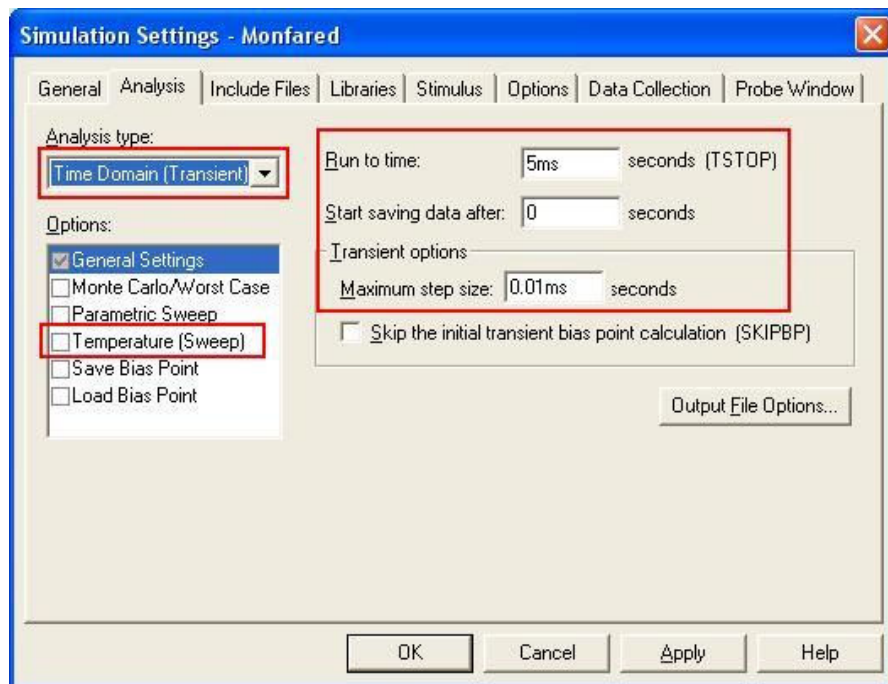 Simulation Settings - Monfared
General Analysis Include Files Libraries Stimulus Options Data Collection Probe Window
Analysis type:
Time Domain (Transient)
Options:
General Settings
Monte Carlo/Worst Case
Parametric Sweep
Temperature (Sweep)
Save Bias Point
Load Bias Point
Run to time: 5ms seconds (TSTOP)
Start saving data after: 0 seconds
Transient options
Maximum step size: 0.01ms seconds
Skip the initial transient bias point calculation (SKIPBP)
Output File Options...
OK Cancel Apply Help